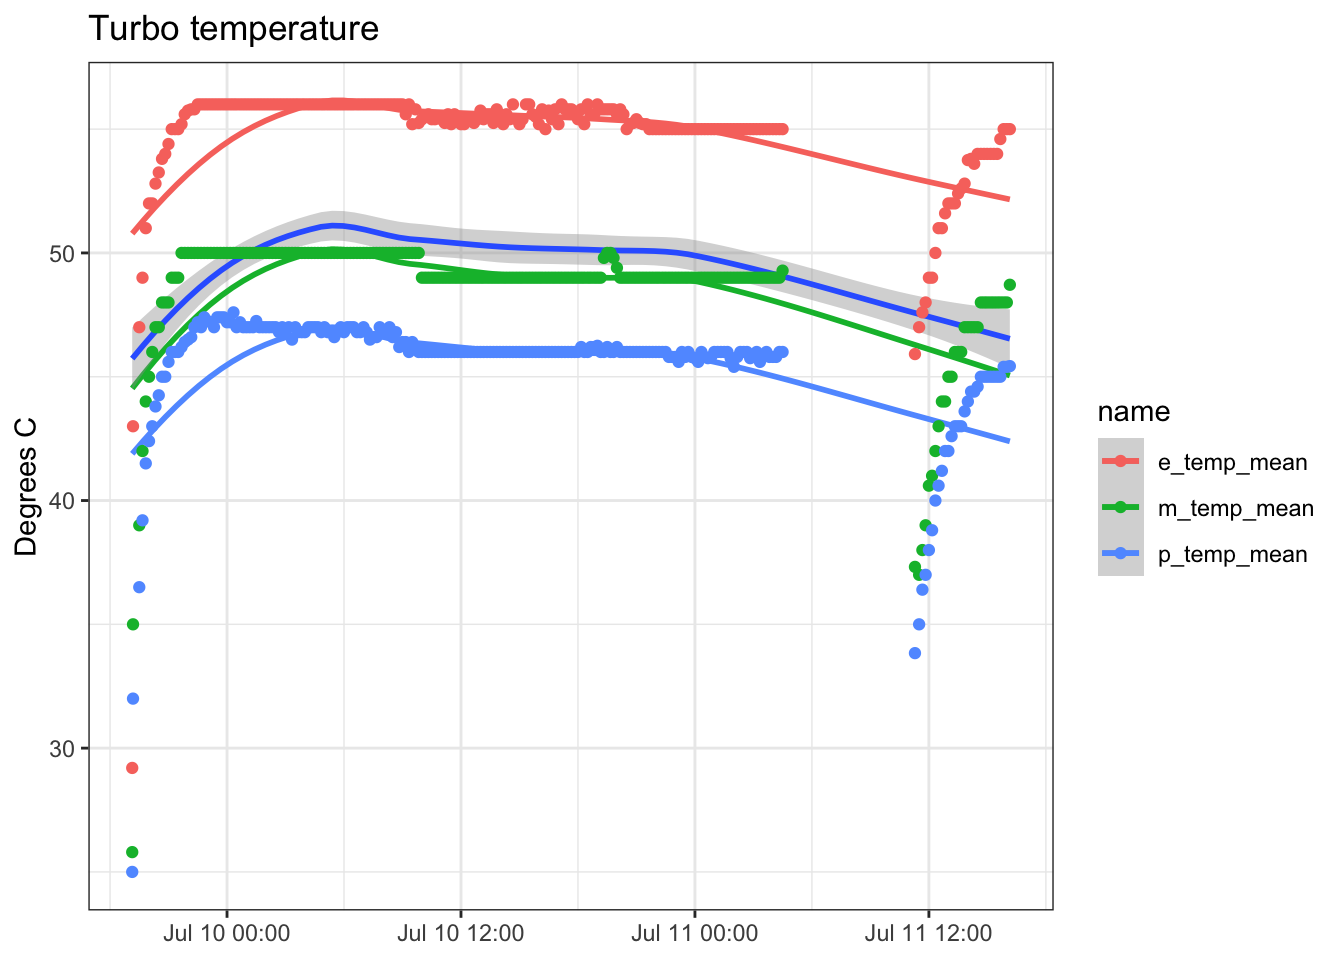 Turbo temperature
Degrees C
50
40
30
Jul 10 00:00
Jul 10 12:00
Jul 11 00:00
Jul 11 12:00
name
e_temp_mean
m_temp_mean
p_temp_mean